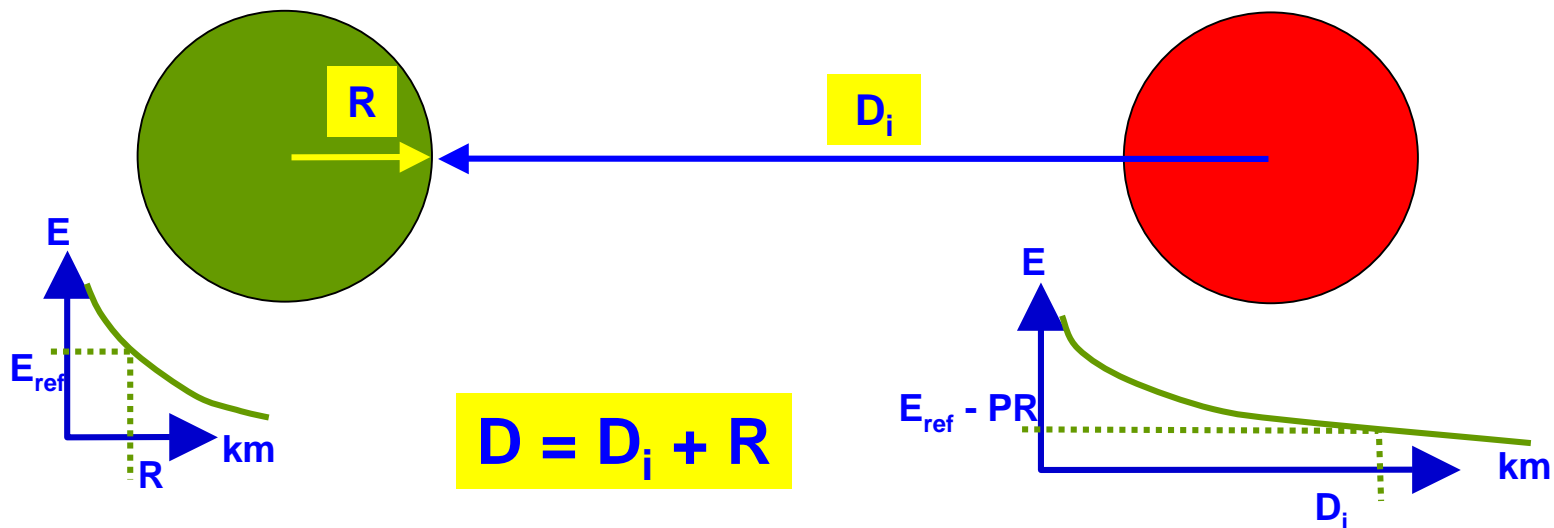 R
Dᵢ
E
Eref
R
km
D = Dᵢ + R
E
Eref - PR
Dᵢ
km